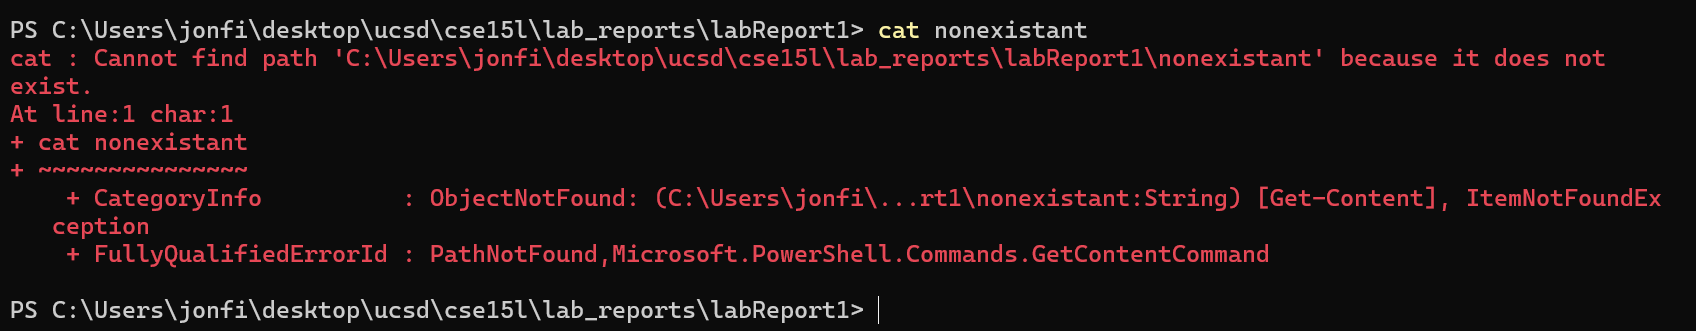 PS C:\Users\jonfi\desktop\ucsd\cse15l\lab_reports\labReport1> cat nonexistant
cat : Cannot find path 'C:\Users\jonfi\desktop\ucsd\cse15l\lab_reports\labReport1\nonexistant' because it does not
exist.
At line:1 char:1
+ cat nonexistant
+ ~~~~~~~~~~~~~~~
    + CategoryInfo          : ObjectNotFound: (C:\Users\jonfi\...rt1\nonexistant:String) [Get-Content], ItemNotFoundEx
   ception
    + FullyQualifiedErrorId : PathNotFound,Microsoft.PowerShell.Commands.GetContentCommand
PS C:\Users\jonfi\desktop\ucsd\cse15l\lab_reports\labReport1>